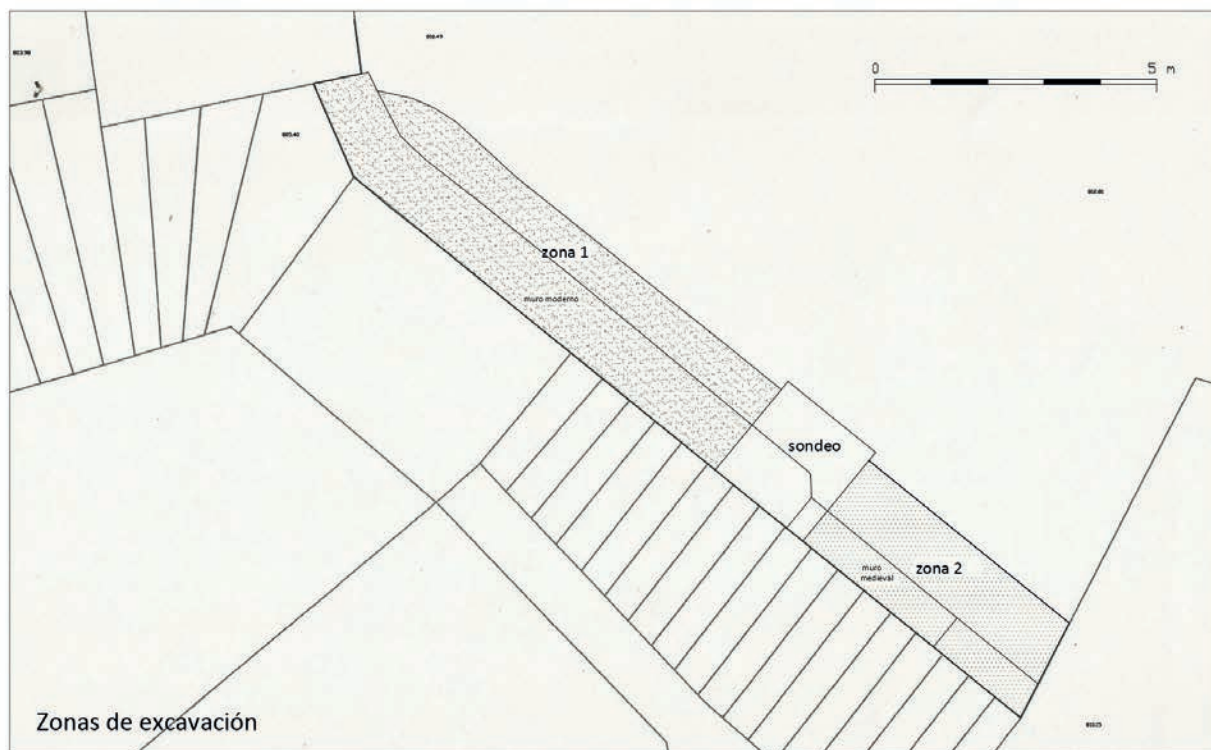 0 5 m
zona 1
muro moderno
sondeo
zona 2
muro
medieval
Zonas de excavación